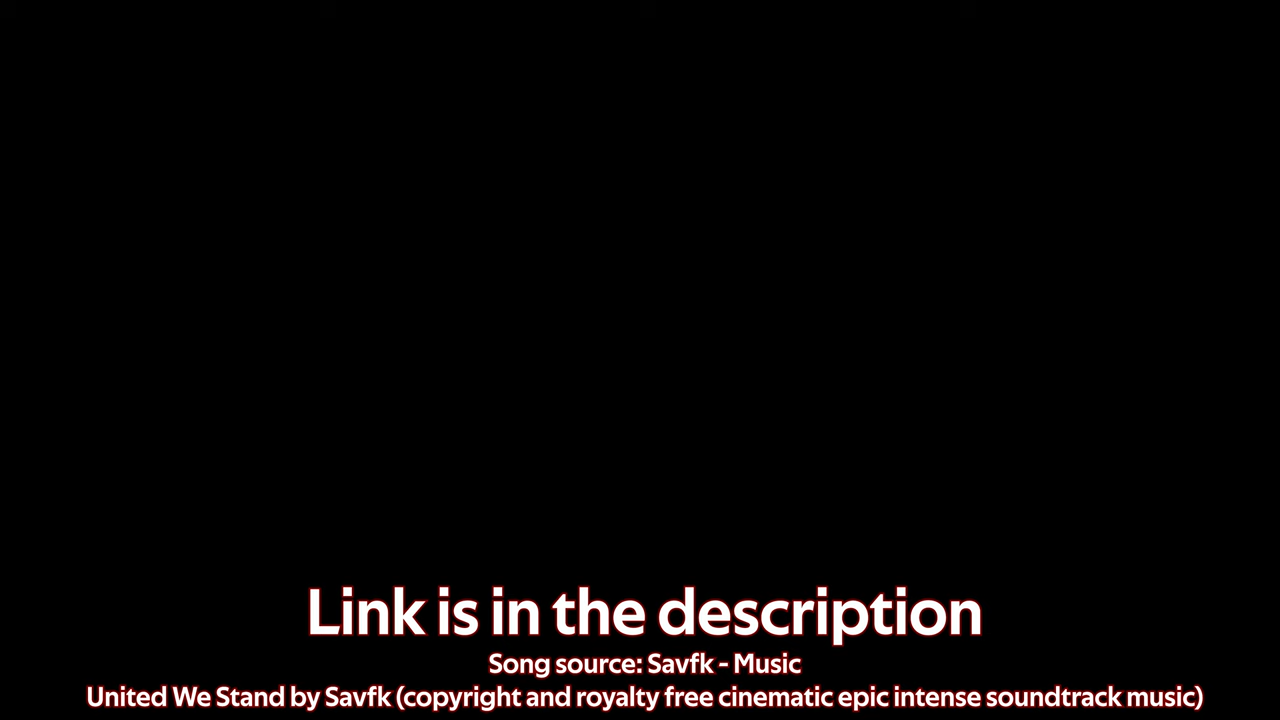 Link is in the description
Song source: Savfk - Music
United We Stand by Savfk (copyright and royalty free cinematic epic intense soundtrack music)